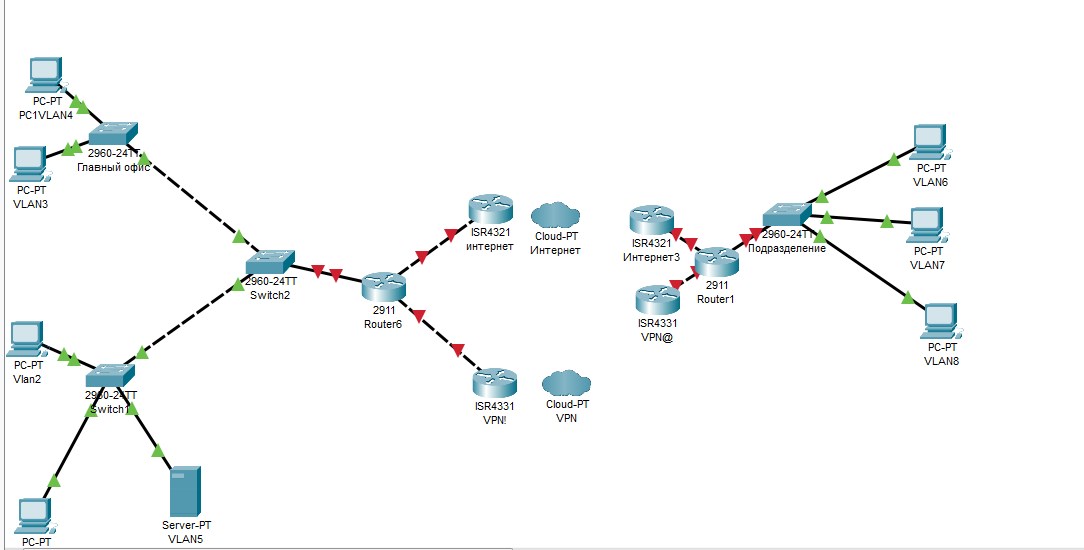 PC-PT
PC1VLAN4
2960-24TT
Главный офис
PC-PT
VLAN3
2960-24TT
Switch2
PC-PT
Vlan2
2960-24TT
Switch1
PC-PT
Server-PT
VLAN5
2911
Router6
ISR4321
интернет
Cloud-PT
Интернет
ISR4331
VPN!
Cloud-PT
VPN
ISR4321
Интернет3
ISR4331
VPN@
2911
Router1
2960-24TT
Подразделение
PC-PT
VLAN6
PC-PT
VLAN7
PC-PT
VLAN8